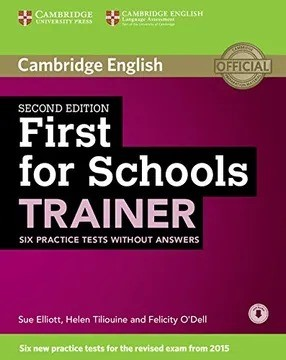 CAMBRIDGE UNIVERSITY PRESS
CAMBRIDGE ENGLISH
Language Assessment
Part of the University of Cambridge
Cambridge English
OFFICIAL
SECOND EDITION
First
for Schools
TRAINER
SIX PRACTICE TESTS WITHOUT ANSWERS
Sue Elliott, Helen Tiliouine and Felicity O'Dell
Six new practice tests for the revised exam from 2015